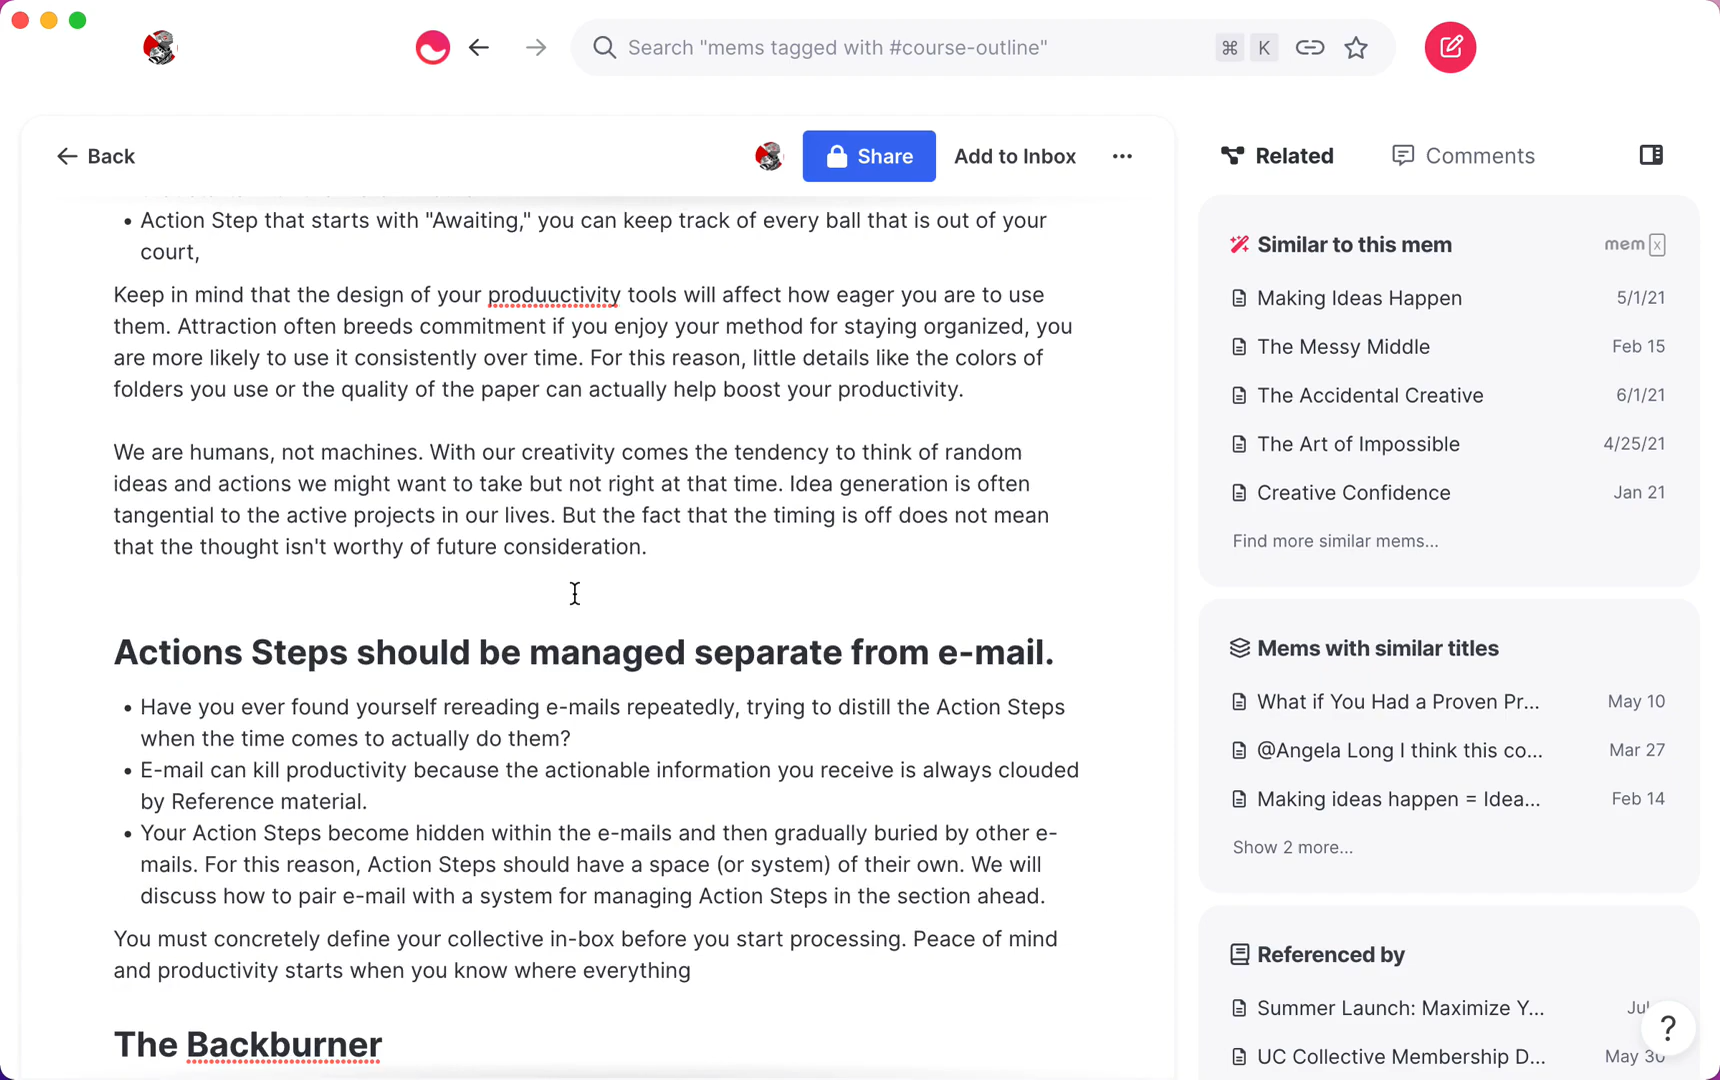 Search "mems tagged with #course-outline"
⌘ K
Back
Share
Add to Inbox
Related
Comments
• Action Step that starts with "Awaiting," you can keep track of every ball that is out of your
court,
Keep in mind that the design of your produuctivity tools will affect how eager you are to use
them. Attraction often breeds commitment if you enjoy your method for staying organized, you
are more likely to use it consistently over time. For this reason, little details like the colors of
folders you use or the quality of the paper can actually help boost your productivity.
We are humans, not machines. With our creativity comes the tendency to think of random
ideas and actions we might want to take but not right at that time. Idea generation is often
tangential to the active projects in our lives. But the fact that the timing is off does not mean
that the thought isn't worthy of future consideration.
Actions Steps should be managed separate from e-mail.
• Have you ever found yourself rereading e-mails repeatedly, trying to distill the Action Steps
when the time comes to actually do them?
• E-mail can kill productivity because the actionable information you receive is always clouded
by Reference material.
• Your Action Steps become hidden within the e-mails and then gradually buried by other e-
mails. For this reason, Action Steps should have a space (or system) of their own. We will
discuss how to pair e-mail with a system for managing Action Steps in the section ahead.
You must concretely define your collective in-box before you start processing. Peace of mind
and productivity starts when you know where everything
The Backburner
Similar to this mem
mem x
Making Ideas Happen 5/1/21
The Messy Middle Feb 15
The Accidental Creative 6/1/21
The Art of Impossible 4/25/21
Creative Confidence Jan 21
Find more similar mems...
Mems with similar titles
What if You Had a Proven Pr... May 10
@Angela Long I think this co... Mar 27
Making ideas happen = Idea... Feb 14
Show 2 more...
Referenced by
Summer Launch: Maximize Y...
UC Collective Membership D... May 30
?